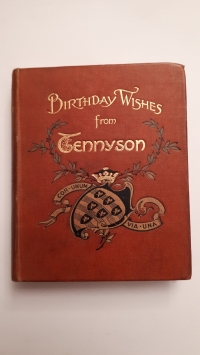 BIRTHDAY WISHES
from
TENNYSON
COR UNUM
VIA UNA